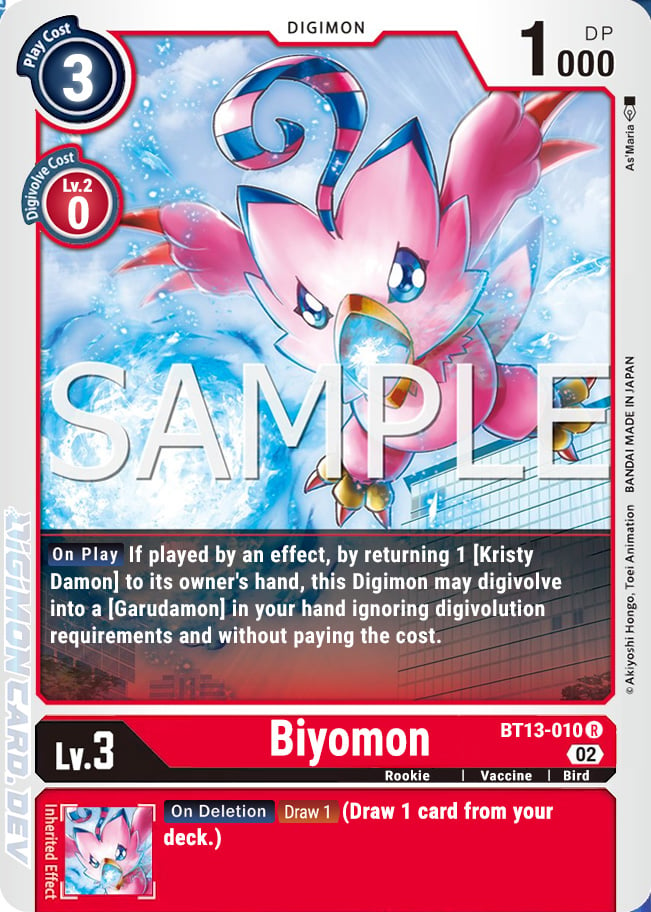 DIGIMON
Play Cost
3
DP
1000
As'Maria
Digivolve Cost
Lv.2
0
SAMPLE
© Akiyoshi Hongo, Toei Animation BANDAI MADE IN JAPAN
DIGIMON CARD.DEV
On Play If played by an effect, by returning 1 [Kristy
Damon] to its owner's hand, this Digimon may digivolve
into a [Garudamon] in your hand ignoring digivolution
requirements and without paying the cost.
Lv.3
Biyomon
BT13-010 R
02
Rookie | Vaccine | Bird
Inherited Effect
On Deletion Draw 1 (Draw 1 card from your
deck.)